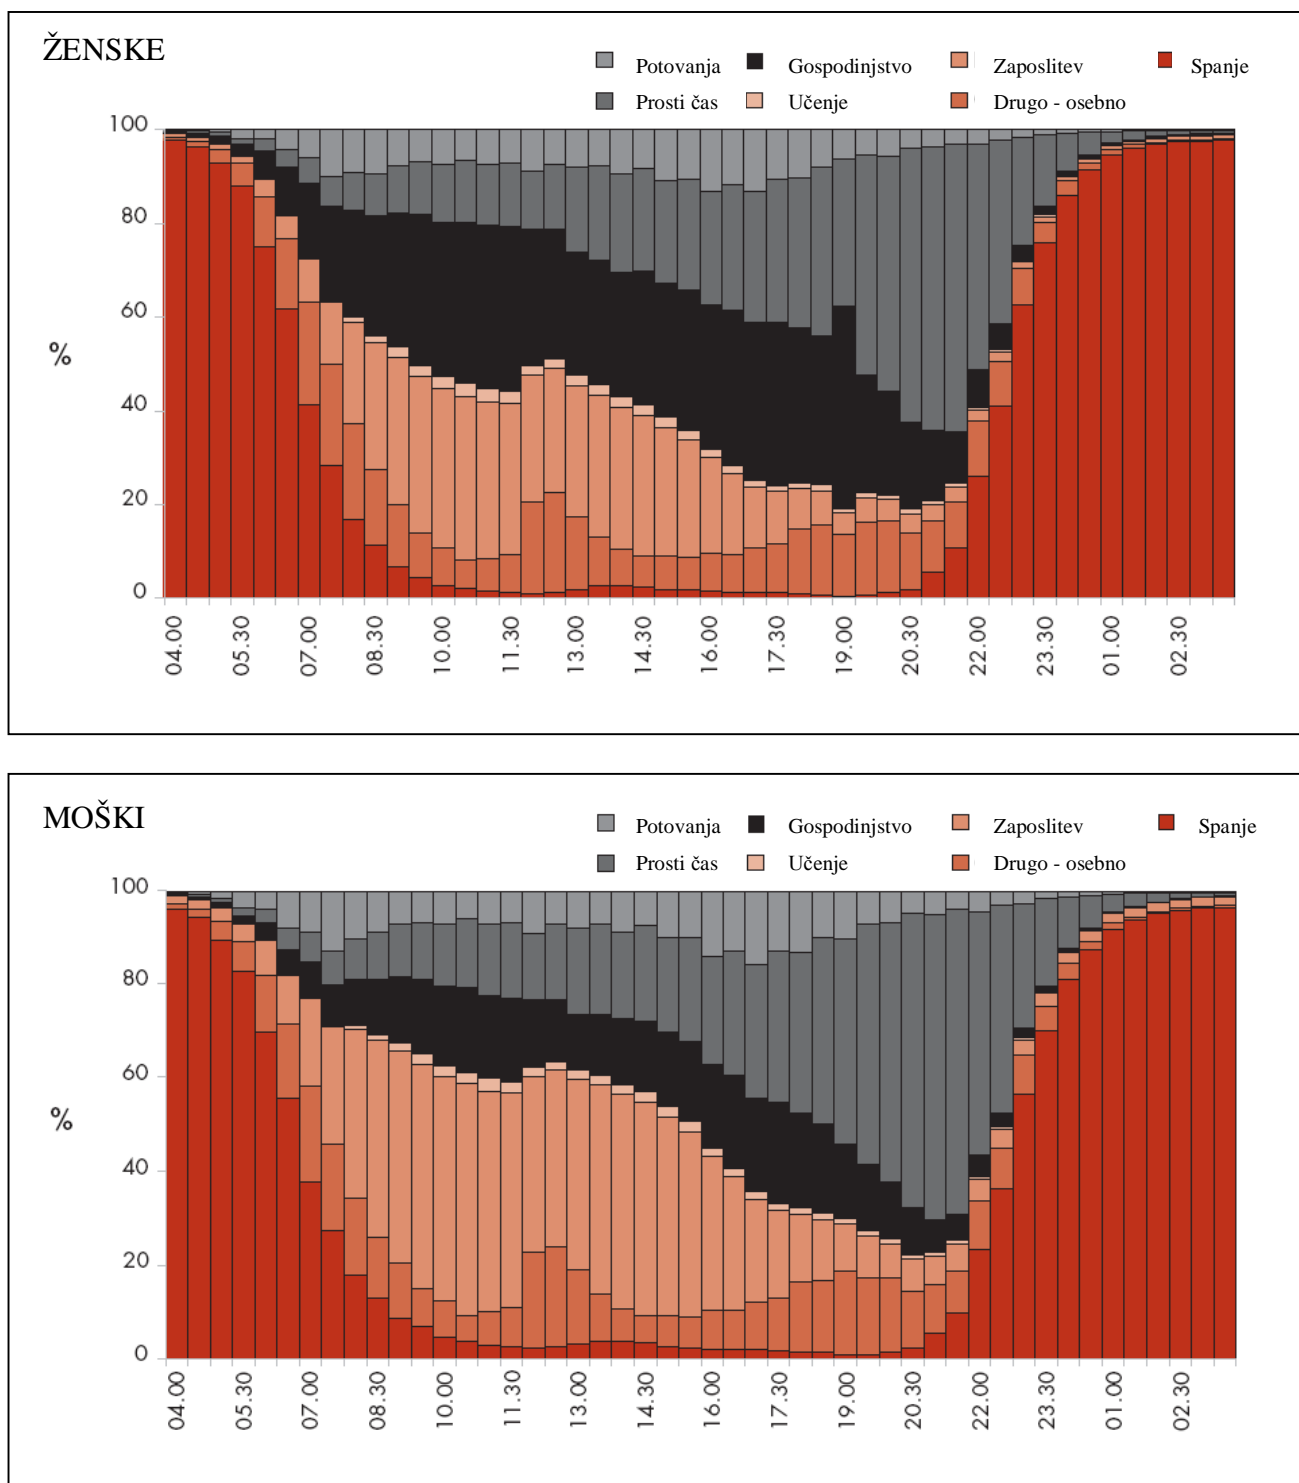 ŽENSKE
Potovanja Gospodinjstvo Zaposlitev Spanje
Prosti čas Učenje Drugo - osebno
100
80
60
%
40
20
0
04.00 05.30 07.00 08.30 10.00 11.30 13.00 14.30 16.00 17.30 19.00 20.30 22.00 23.30 01.00 02.30
MOŠKI
Potovanja Gospodinjstvo Zaposlitev Spanje
Prosti čas Učenje Drugo - osebno
100
80
60
%
40
20
0
04.00 05.30 07.00 08.30 10.00 11.30 13.00 14.30 16.00 17.30 19.00 20.30 22.00 23.30 01.00 02.30